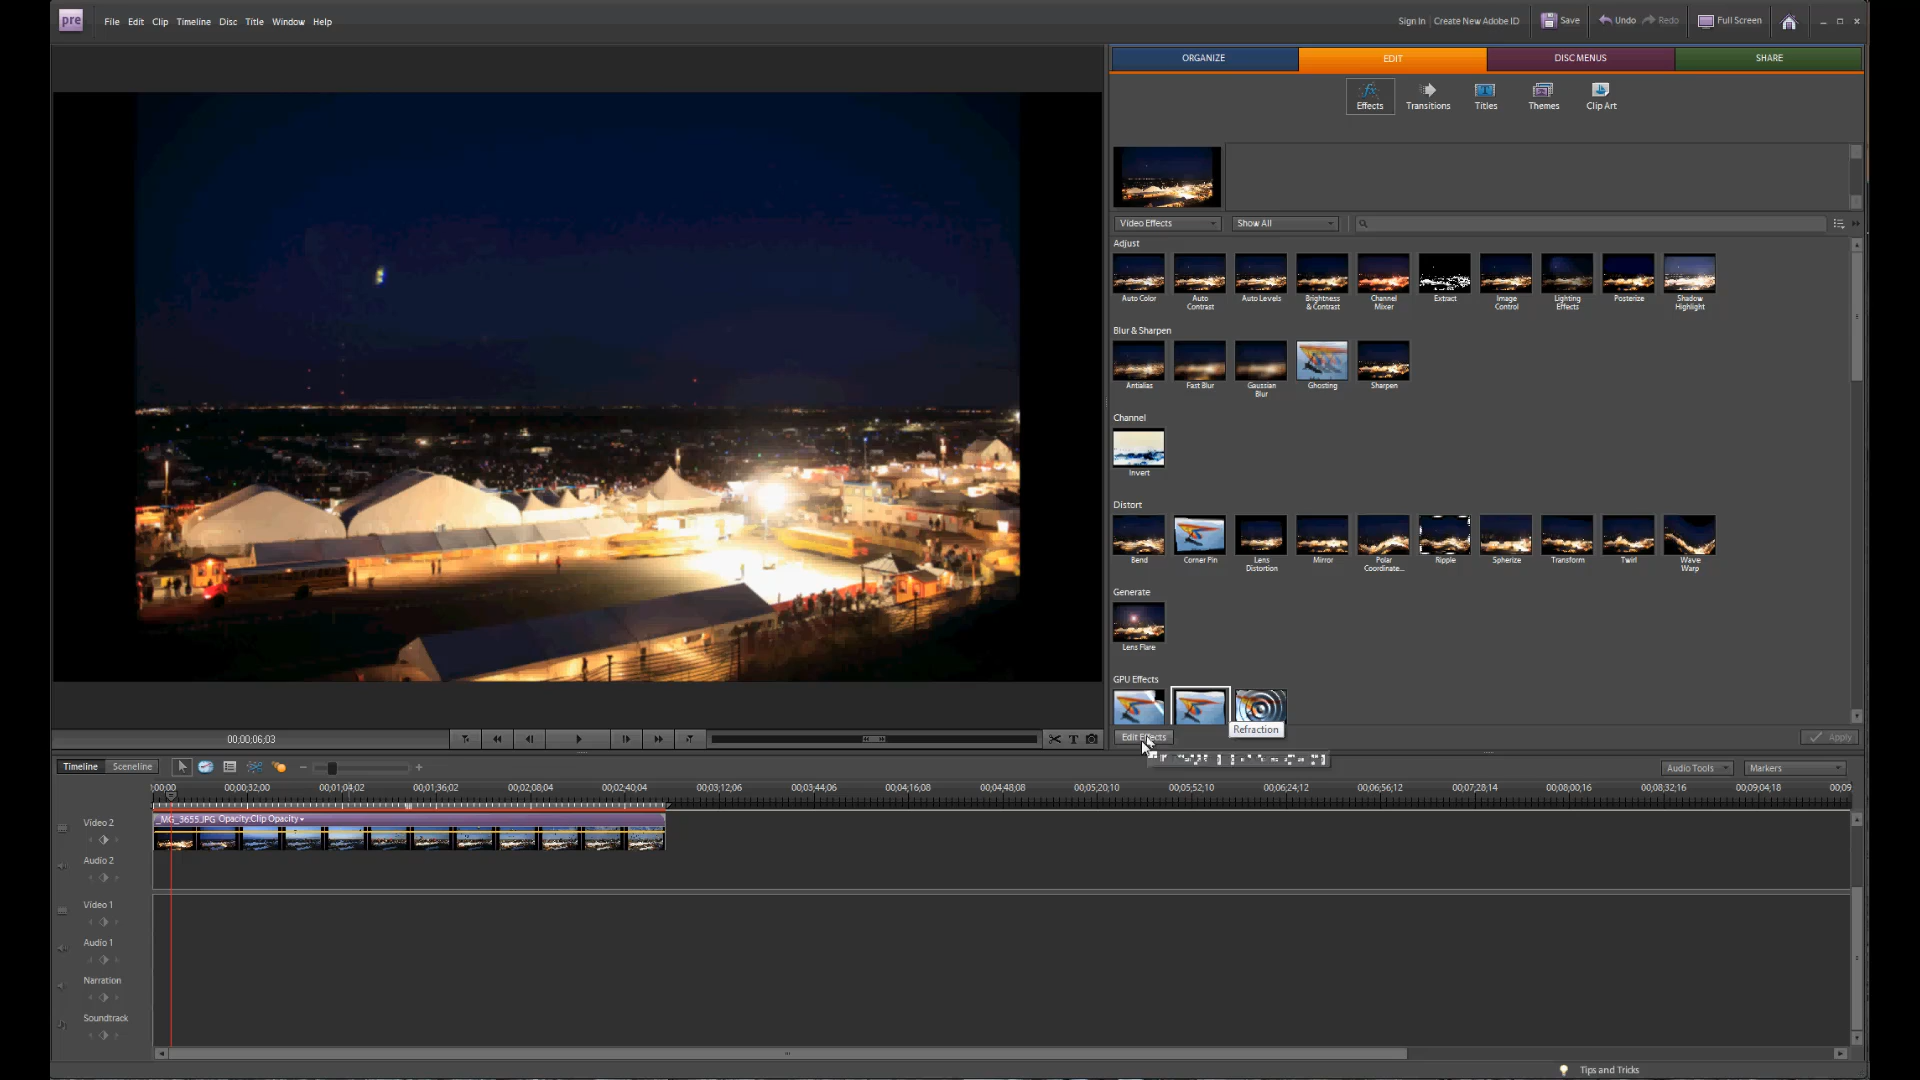 pre File Edit Clip Timeline Disc Title Window Help Sign In Create New Adobe ID Save Undo Redo Full Screen
ORGANIZE EDIT DISC MENUS SHARE
Effects Transitions Titles Themes Clip Art
Video Effects Show All
Adjust
Auto Color Auto Contrast Auto Levels Brightness & Contrast Channel Mixer Extract Image Control Lighting Effects Posterize Shadow Highlight
Blur & Sharpen
Antialias Fast Blur Gaussian Blur Ghosting Sharpen
Channel
Invert
Distort
Bend Corner Pin Lens Distortion Mirror Polar Coordinate... Ripple Spherize Transform Twirl Wave Warp
Generate
Lens Flare
GPU Effects
Refraction
00;00;06;03 Edit Effects Apply
Timeline Sceneline Audio Tools Markers
;00;00 00;00;32;00 00;01;04;02 00;01;36;02 00;02;08;04 00;02;40;04 00;03;12;06 00;03;44;06 00;04;16;08 00;04;48;08 00;05;20;10 00;05;52;10 00;06;24;12 00;06;56;12 00;07;28;14 00;08;00;16 00;08;32;16 00;09;04;18 00;09
Video 2 _MG_3655.JPG Opacity:Clip Opacity
Audio 2
Video 1
Audio 1
Narration
Soundtrack
Tips and Tricks